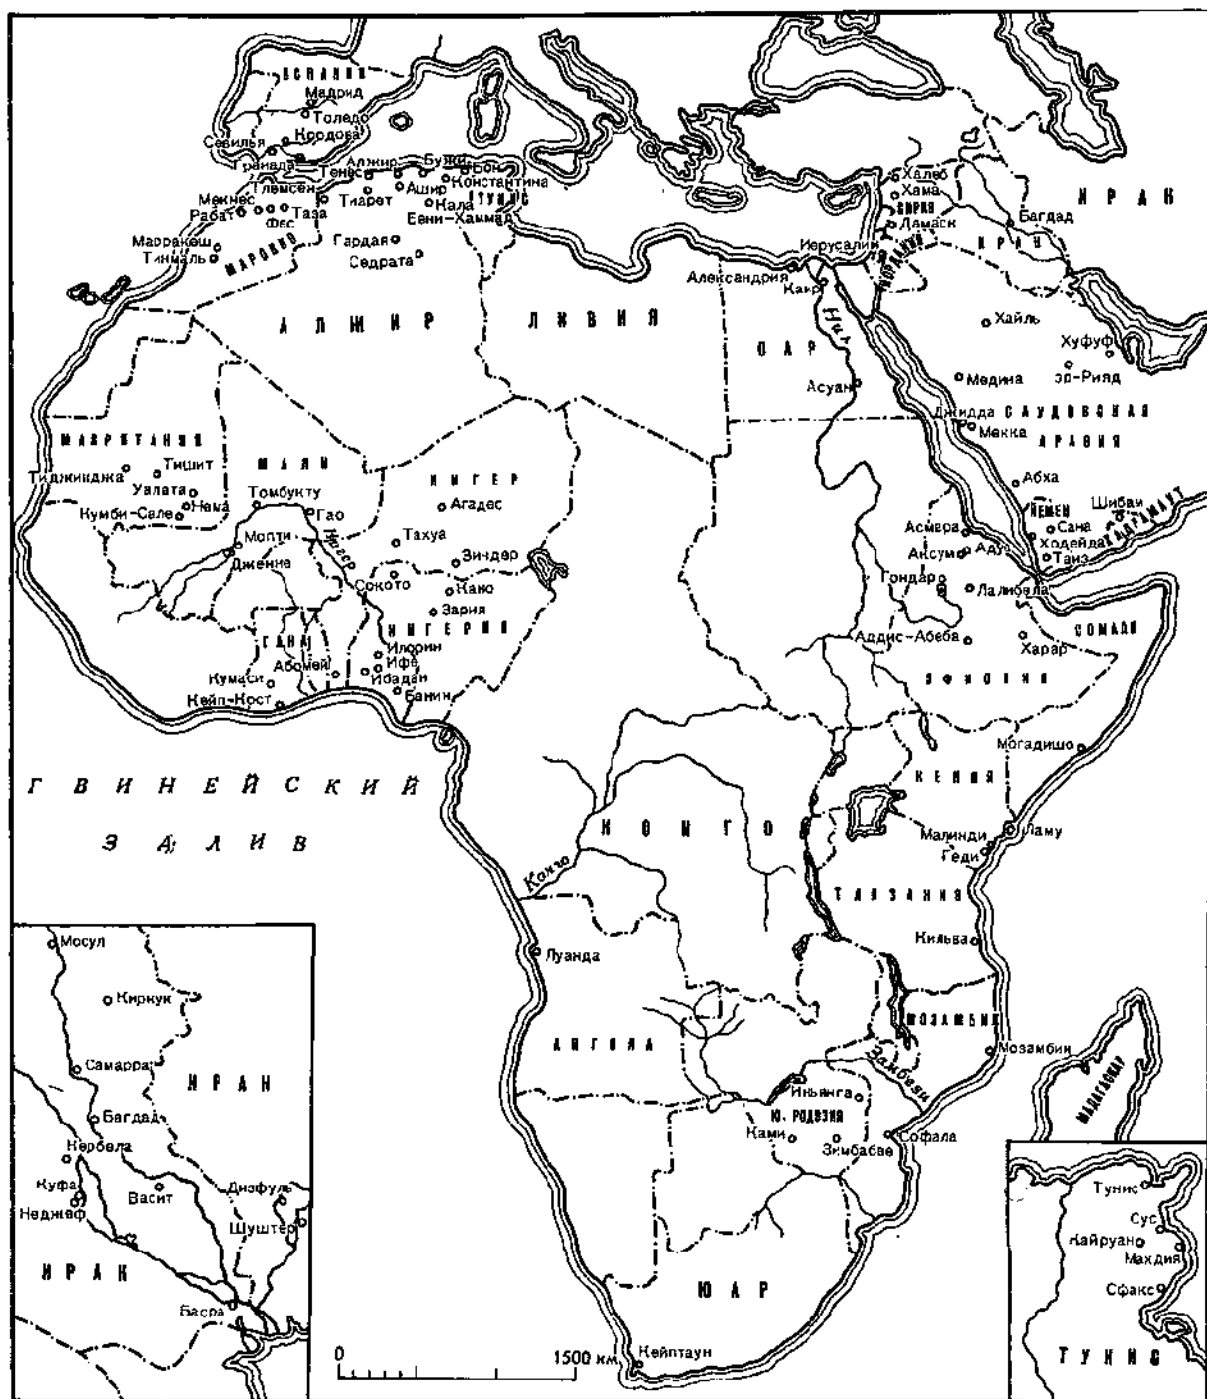 ИСПАНИЯ
Мадрид
Толедо
Кордова
Севилья
Гранада
Алжир
Бужи
Бон
Тенес
Константина
Ашир
Тлемсен
Тиарет
Кала
Бени-Хаммад
ТУНИС
Мекнес
Рабат
Фес
Таза
Марракеш
Тинмаль
МАРОККО
Гардая
Седрата
Халеб
Хама
СИРИЯ
Дамаск
Багдад
ИРАК
ИРАН
Иерусалим
ИОРДАНИЯ
Александрия
Каир
Нил
АЛЖИР
ЛИВИЯ
ОАР
Асуан
Хайль
Хуфуф
эр-Рияд
Медина
Джидда
Мекка
САУДОВСКАЯ
АРАВИЯ
Абха
МАВРИТАНИЯ
Тиджикджа
Тишит
Уалата
Нема
Кумби-Сале
МАЛИ
Томбукту
Гао
Нигер
Мопти
Дженне
НИГЕР
Агадес
Тахуа
Зиндер
Сокото
Кано
Зария
НИГЕРИЯ
ГАНА
Абомей
Илорин
Ифе
Ибадан
Бенин
Кумаси
Кейп-Кост
ЙЕМЕН
Шибам
ХАДРАМАУТ
Сана
Ходейда
Таиз
Асмара
Аксум
Адуа
Гондар
Лалибела
Аддис-Абеба
Харар
СОМАЛИ
ЭФИОПИЯ
Могадишо
КЕНИЯ
ГВИНЕЙСКИЙ
ЗАЛИВ
КОНГО
Конго
Малинди
Ламу
Геди
ТАНЗАНИЯ
Кильва
Луанда
АНГОЛА
МОЗАМБИК
Мозамбик
Замбези
Иньянга
Ю. РОДЕЗИЯ
Ками
Зимбабве
Софала
МАДАГАСКАР
ЮАР
Кейптаун
0
1500 км
Мосул
Киркук
Самарра
ИРАН
Багдад
Кербела
Куфа
Неджеф
Васит
Дизфуль
Шуштер
ИРАК
Басра
Тунис
Сус
Кайруан
Махдия
Сфакс
ТУНИС